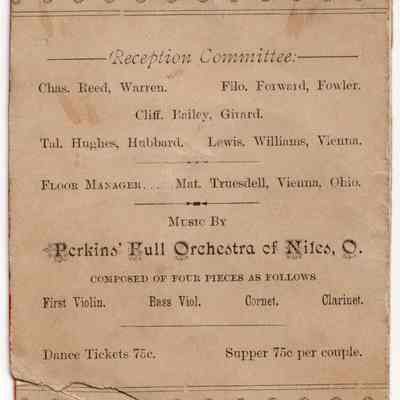 Reception Committee:
Chas. Reed, Warren. Filo. Forward, Fowler.
Cliff. Bailey, Girard.
Tal. Hughes, Hubbard. Lewis. Williams, Vienna.
FLOOR MANAGER... Mat. Truesdell, Vienna, Ohio.
MUSIC BY
Perkins' Full Orchestra of Niles, O.
COMPOSED OF FOUR PIECES AS FOLLOWS
First Violin. Bass Viol. Cornet. Clarinet.
Dance Tickets 75c. Supper 75c per couple.